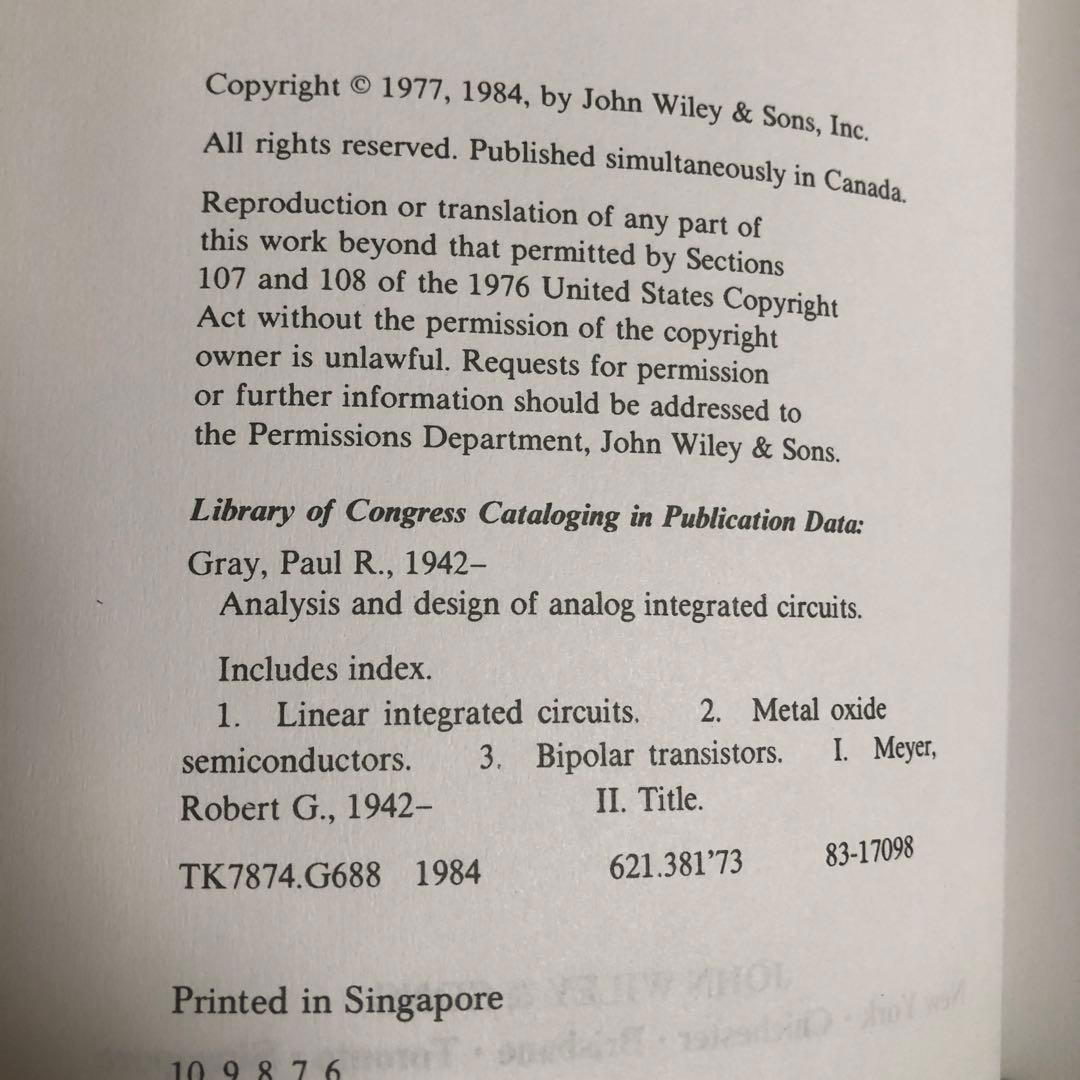 Copyright © 1977, 1984, by John Wiley & Sons, Inc.
All rights reserved. Published simultaneously in Canada.
Reproduction or translation of any part of
this work beyond that permitted by Sections
107 and 108 of the 1976 United States Copyright
Act without the permission of the copyright
owner is unlawful. Requests for permission
or further information should be addressed to
the Permissions Department, John Wiley & Sons.
Library of Congress Cataloging in Publication Data:
Gray, Paul R., 1942–
Analysis and design of analog integrated circuits.
Includes index.
1. Linear integrated circuits. 2. Metal oxide
semiconductors. 3. Bipolar transistors. I. Meyer,
Robert G., 1942– II. Title.
TK7874.G688 1984 621.381'73 83-17098
Printed in Singapore
10 9 8 7 6